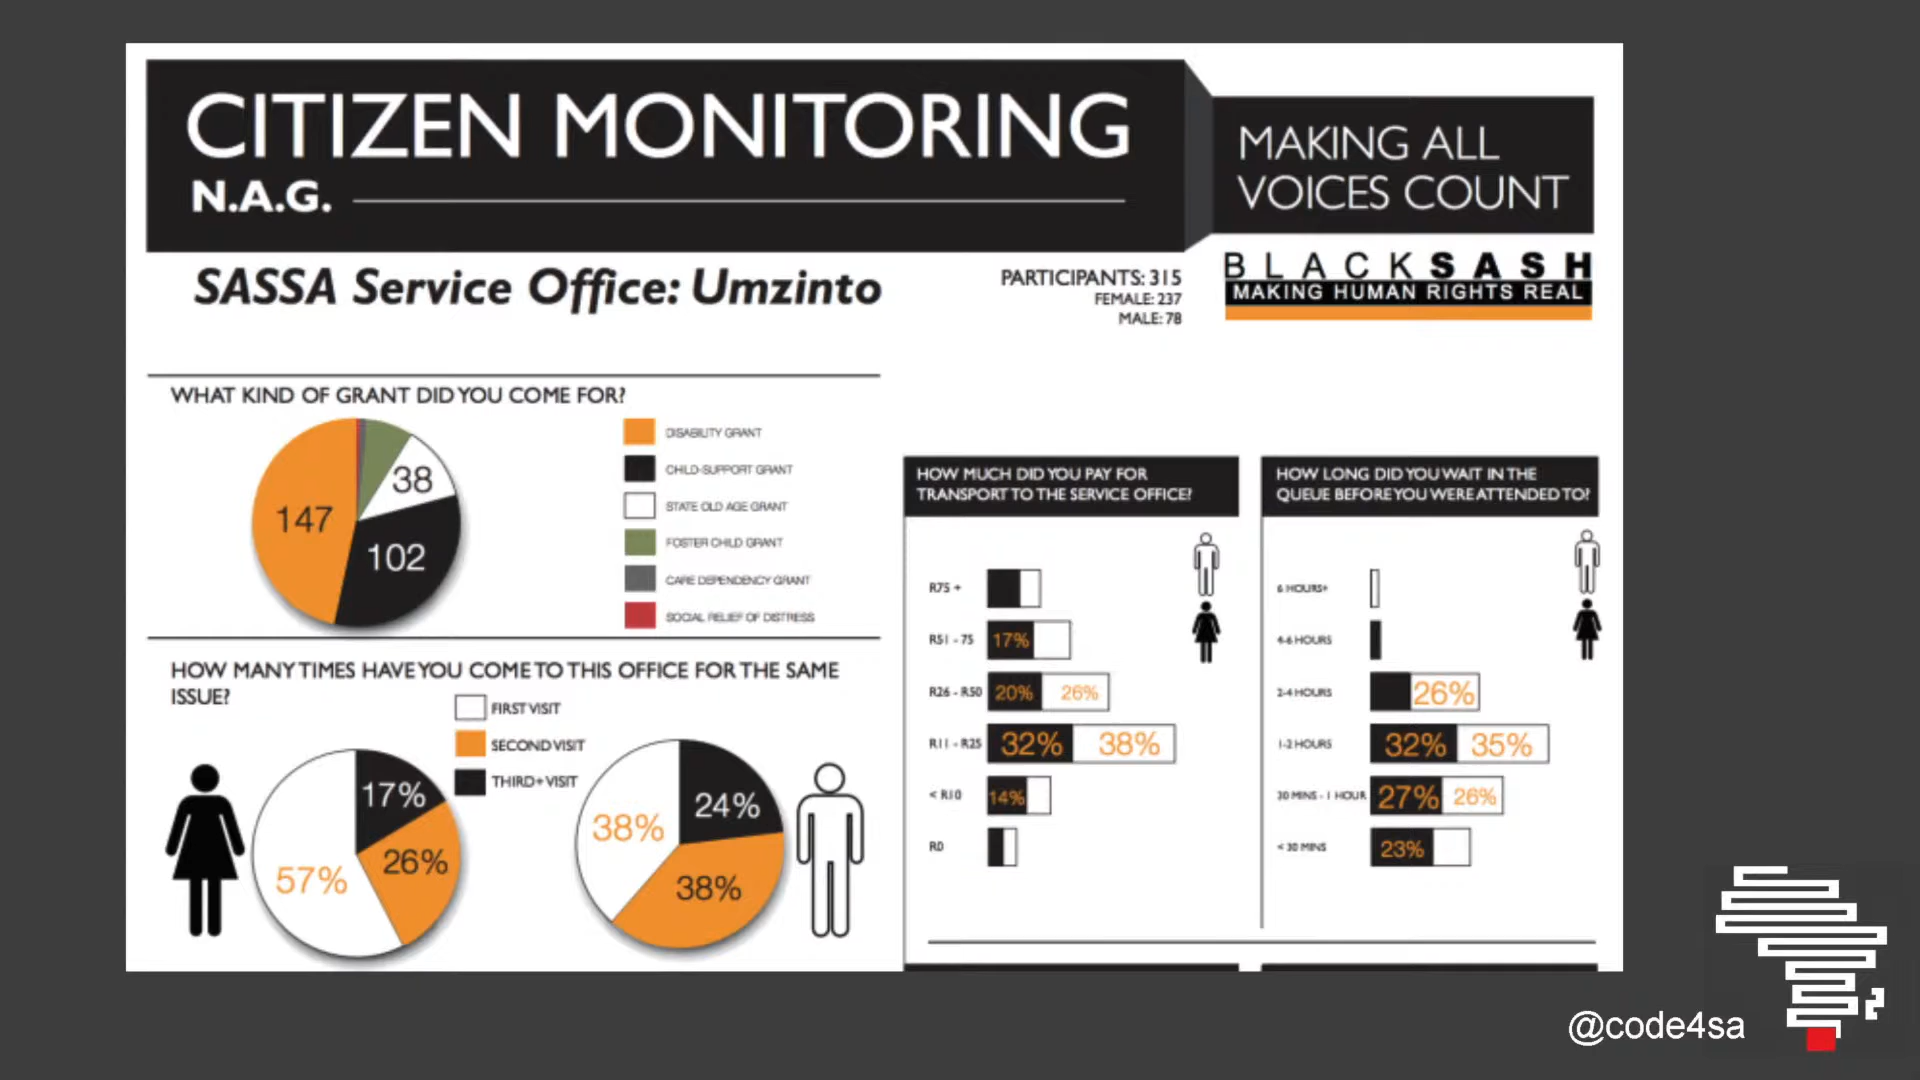 CITIZEN MONITORING
N.A.G.
MAKING ALL
VOICES COUNT
SASSA Service Office: Umzinto
PARTICIPANTS: 315
FEMALE: 237
MALE: 78
BLACKSASH
MAKING HUMAN RIGHTS REAL
WHAT KIND OF GRANT DID YOU COME FOR?
147
38
102
DISABILITY GRANT
CHILD-SUPPORT GRANT
STATE OLD AGE GRANT
FOSTER CHILD GRANT
CARE DEPENDENCY GRANT
SOCIAL RELIEF OF DISTRESS
HOW MANY TIMES HAVE YOU COME TO THIS OFFICE FOR THE SAME
ISSUE?
FIRST VISIT
SECOND VISIT
THIRD+ VISIT
17%
57%
26%
24%
38%
38%
HOW MUCH DID YOU PAY FOR
TRANSPORT TO THE SERVICE OFFICE?
R75 +
R51 - 75 17%
R26 - R50 20% 26%
R11 - R25 32% 38%
< R10 14%
R0
HOW LONG DID YOU WAIT IN THE
QUEUE BEFORE YOU WERE ATTENDED TO?
6 HOURS+
4-6 HOURS
2-4 HOURS 26%
1-2 HOURS 32% 35%
30 MINS - 1 HOUR 27% 26%
< 30 MINS 23%
@code4sa